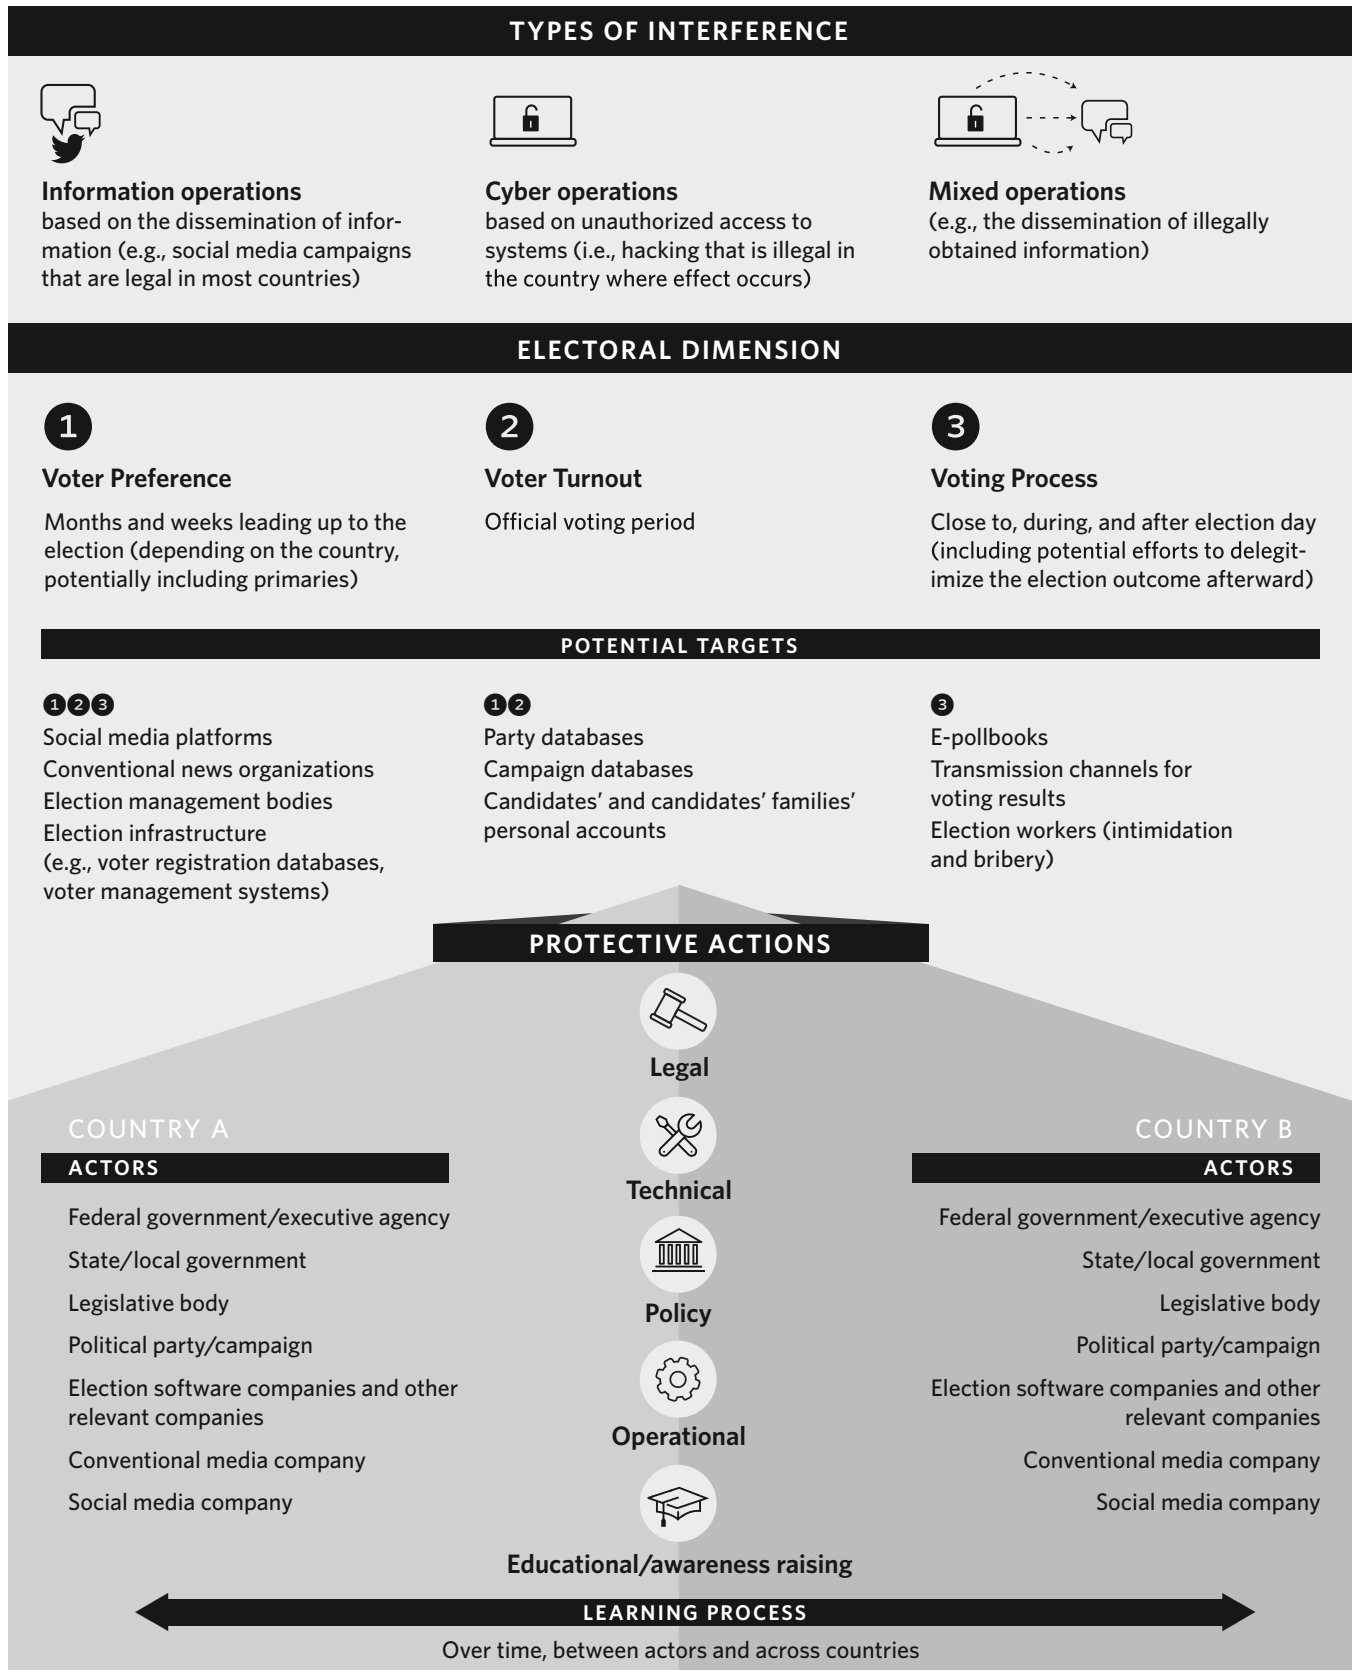 TYPES OF INTERFERENCE
Information operations
based on the dissemination of infor-
mation (e.g., social media campaigns
that are legal in most countries)
Cyber operations
based on unauthorized access to
systems (i.e., hacking that is illegal in
the country where effect occurs)
Mixed operations
(e.g., the dissemination of illegally
obtained information)
ELECTORAL DIMENSION
1
Voter Preference
Months and weeks leading up to the
election (depending on the country,
potentially including primaries)
2
Voter Turnout
Official voting period
3
Voting Process
Close to, during, and after election day
(including potential efforts to delegit-
imize the election outcome afterward)
POTENTIAL TARGETS
1 2 3
Social media platforms
Conventional news organizations
Election management bodies
Election infrastructure
(e.g., voter registration databases,
voter management systems)
1 2
Party databases
Campaign databases
Candidates’ and candidates’ families’
personal accounts
3
E-pollbooks
Transmission channels for
voting results
Election workers (intimidation
and bribery)
PROTECTIVE ACTIONS
Legal
Technical
Policy
Operational
Educational/awareness raising
COUNTRY A
ACTORS
Federal government/executive agency
State/local government
Legislative body
Political party/campaign
Election software companies and other
relevant companies
Conventional media company
Social media company
COUNTRY B
ACTORS
Federal government/executive agency
State/local government
Legislative body
Political party/campaign
Election software companies and other
relevant companies
Conventional media company
Social media company
LEARNING PROCESS
Over time, between actors and across countries